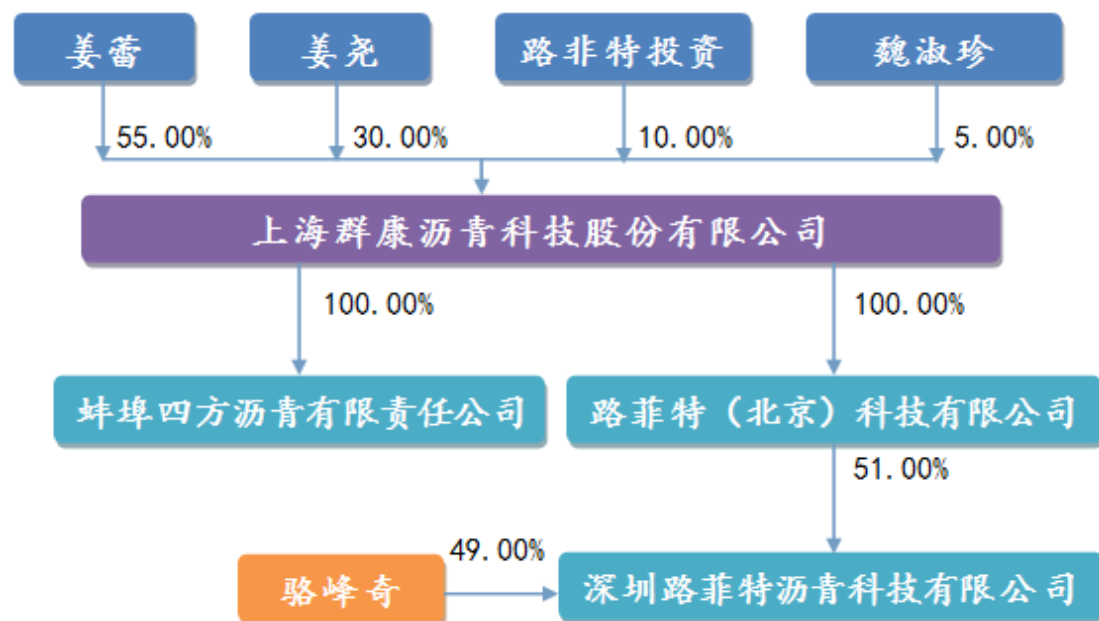 姜蕾
姜尧
路非特投资
魏淑珍
55.00%
30.00%
10.00%
5.00%
上海群康沥青科技股份有限公司
100.00%
100.00%
蚌埠四方沥青有限责任公司
路菲特（北京）科技有限公司
51.00%
49.00%
骆峰奇
深圳路菲特沥青科技有限公司